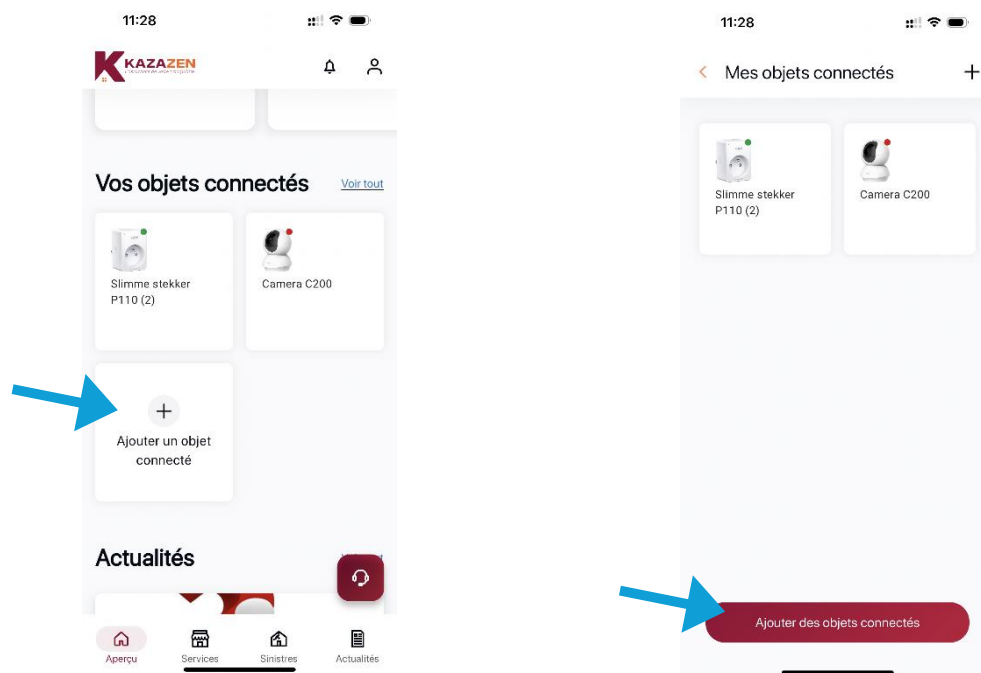 11:28
KAZAZEN
Vos objets connectés
Voir tout
Slimme stekker
P110 (2)
Camera C200
Ajouter un objet
connecté
Actualités
Aperçu
Services
Sinistres
Actualités
11:28
Mes objets connectés
Slimme stekker
P110 (2)
Camera C200
Ajouter des objets connectés